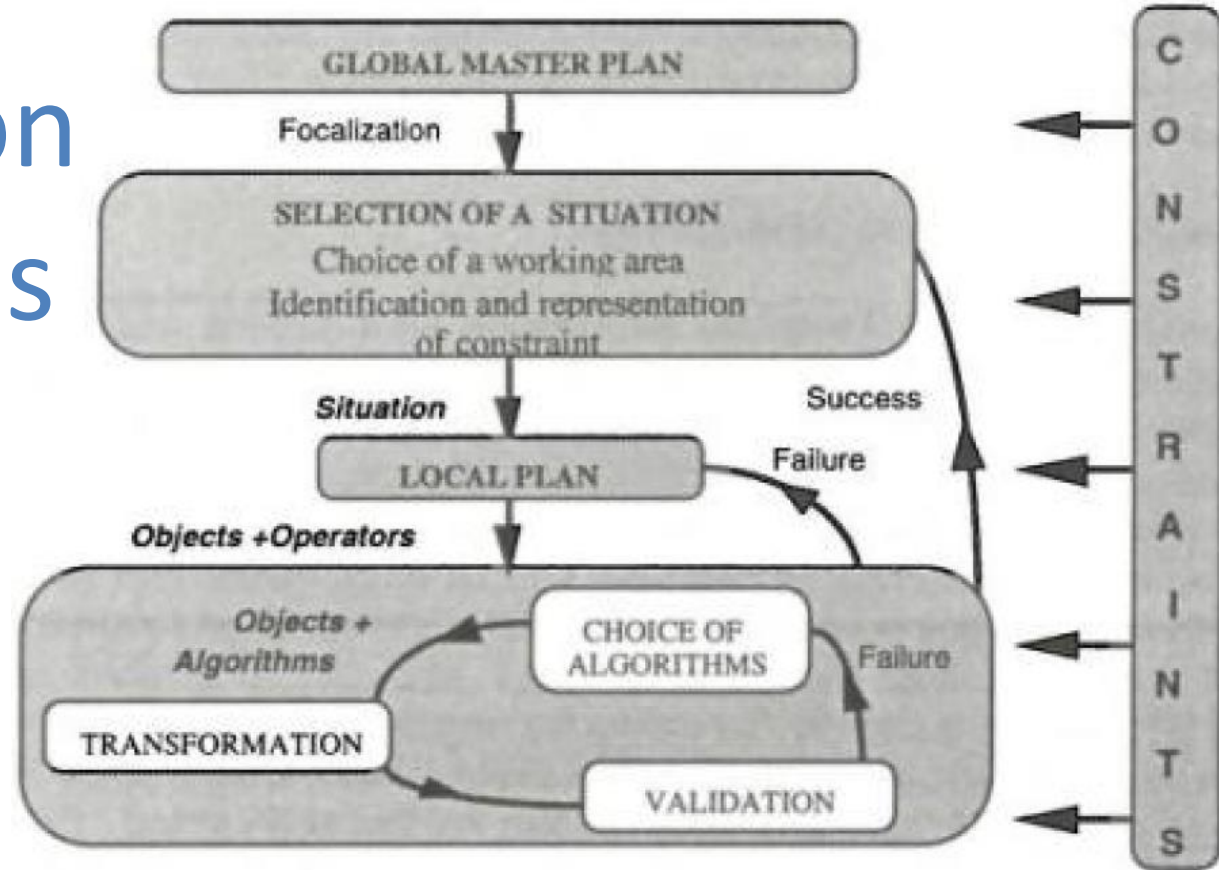 on
s
GLOBAL MASTER PLAN
Focalization
SELECTION OF A SITUATION
Choice of a working area
Identification and representation
of constraint
Situation
Success
Failure
LOCAL PLAN
Objects +Operators
Objects +
Algorithms
CHOICE OF
ALGORITHMS
Failure
TRANSFORMATION
VALIDATION
C
O
N
S
T
R
A
I
N
T
S